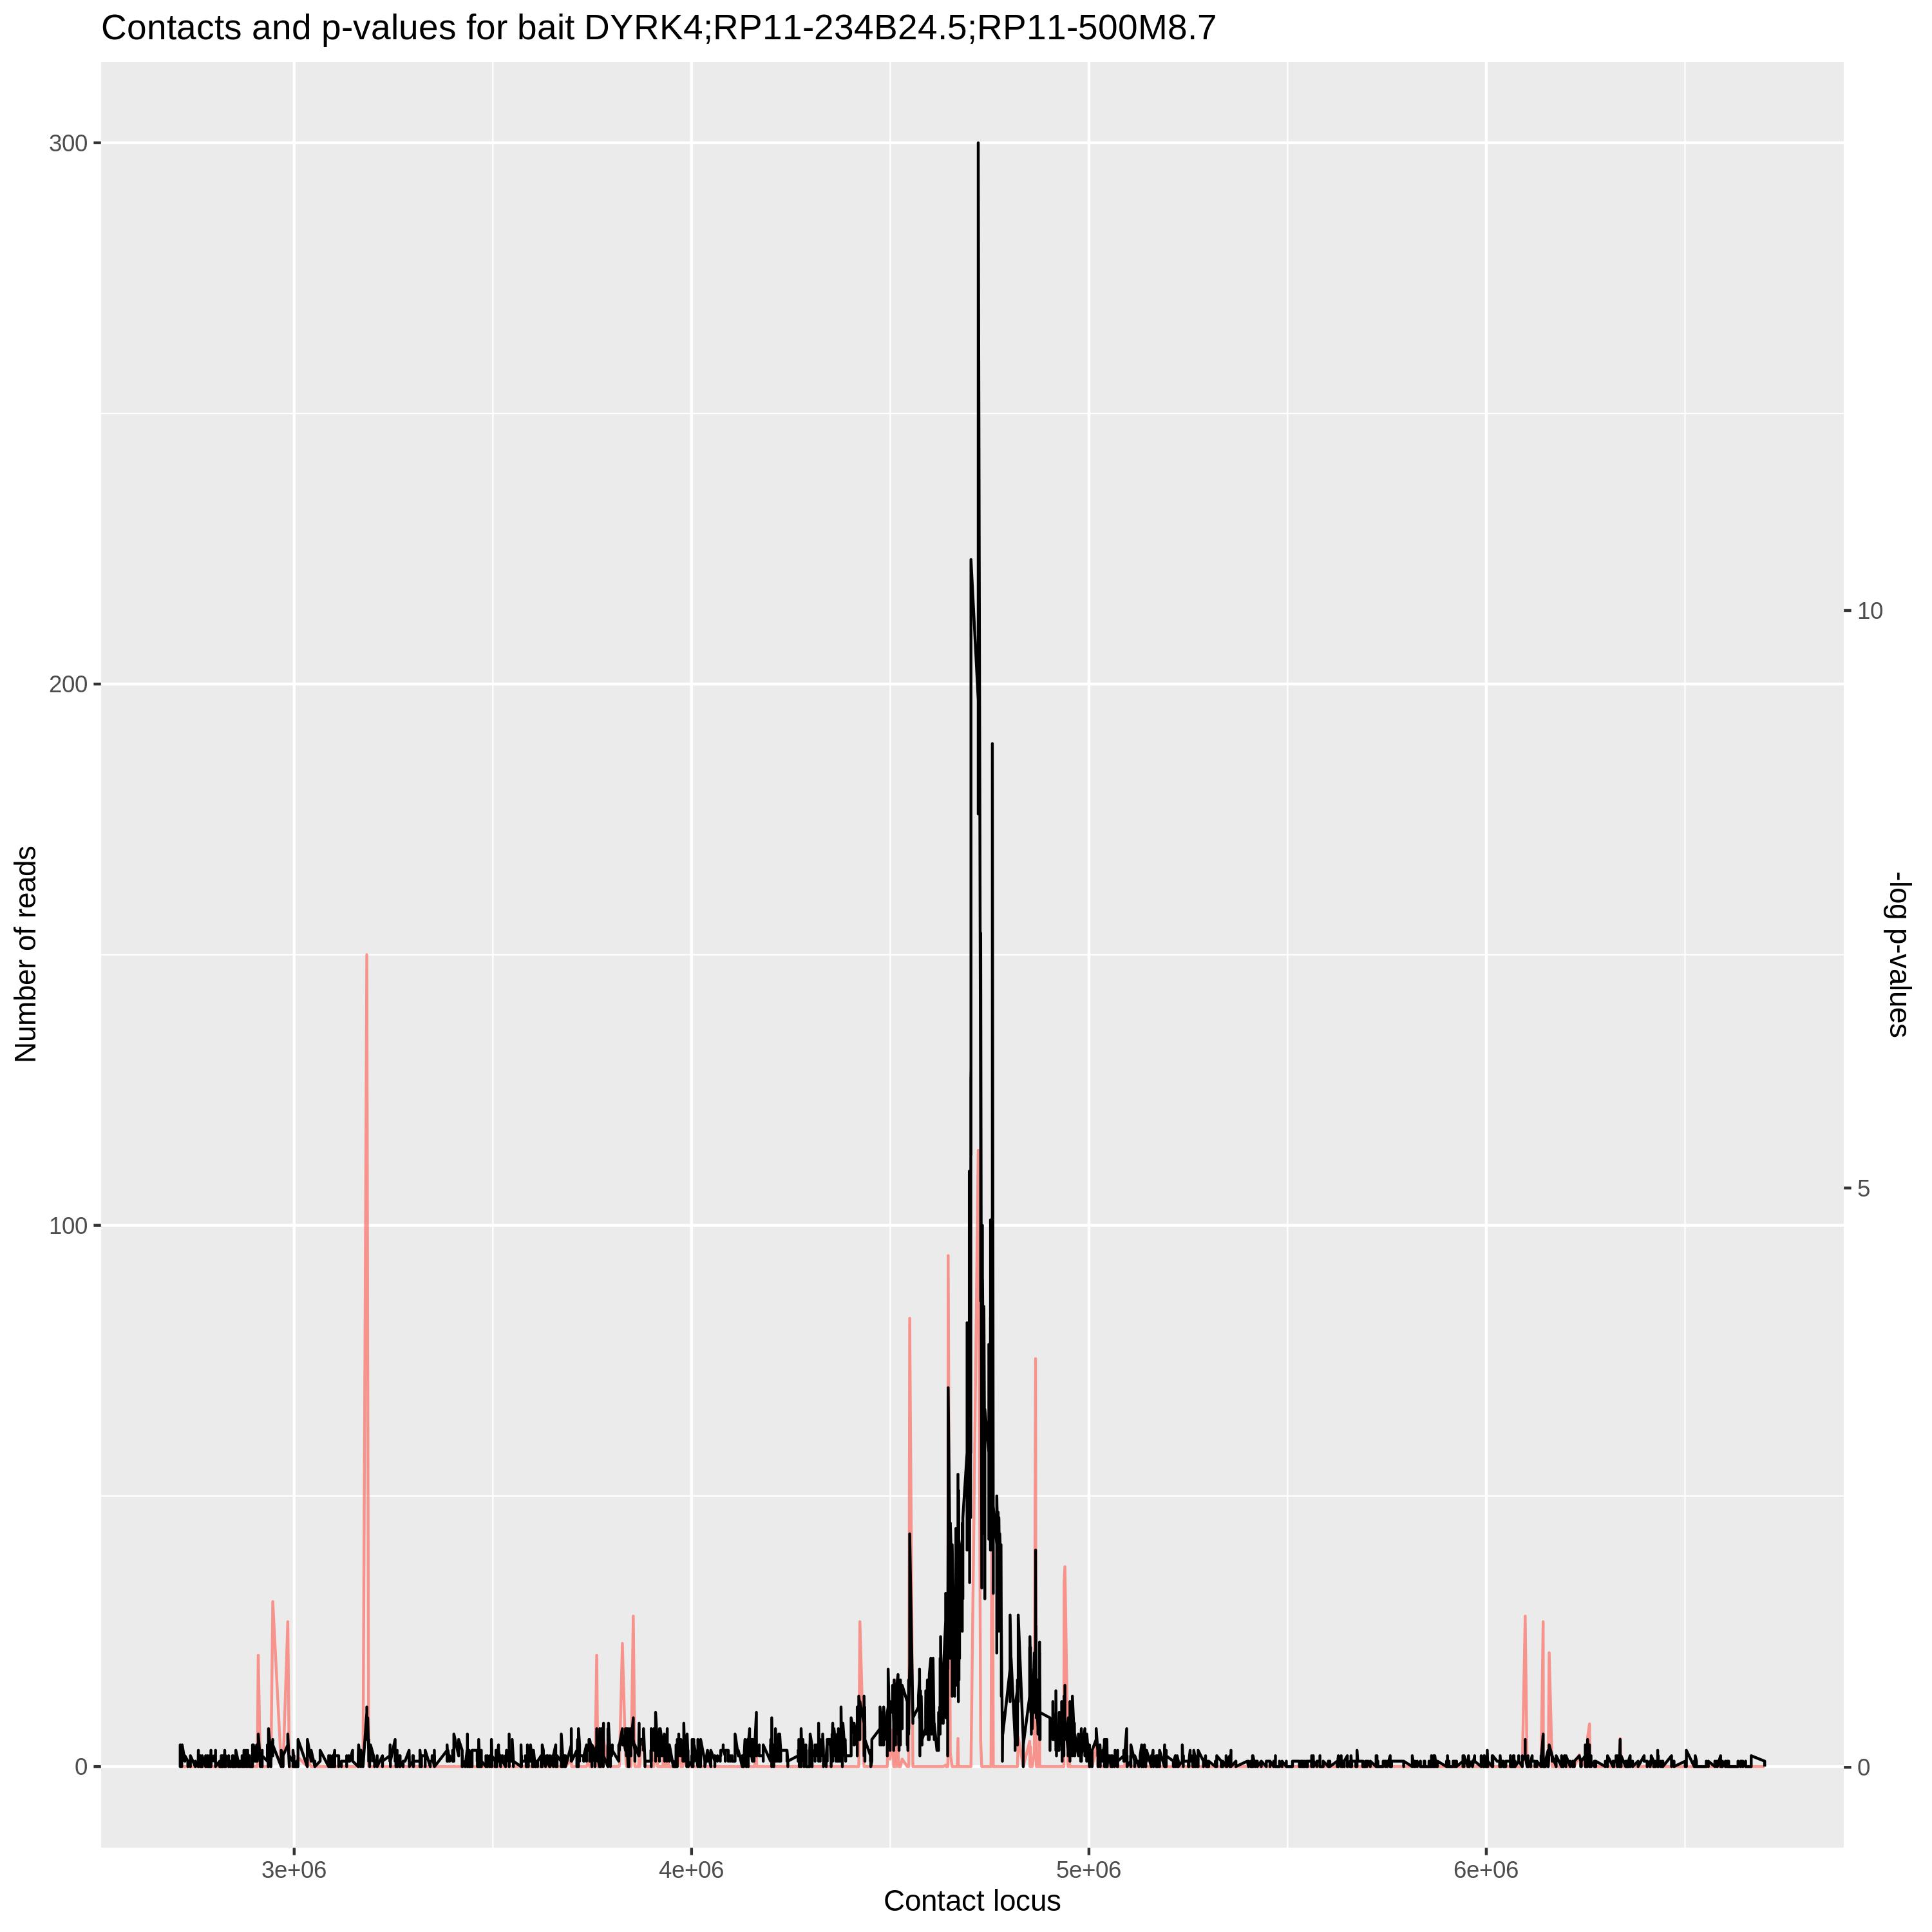 Contacts and p-values for bait DYRK4;RP11-234B24.5;RP11-500M8.7
300
200
100
0
Number of reads
10
5
0
-log p-values
3e+06
4e+06
5e+06
6e+06
Contact locus